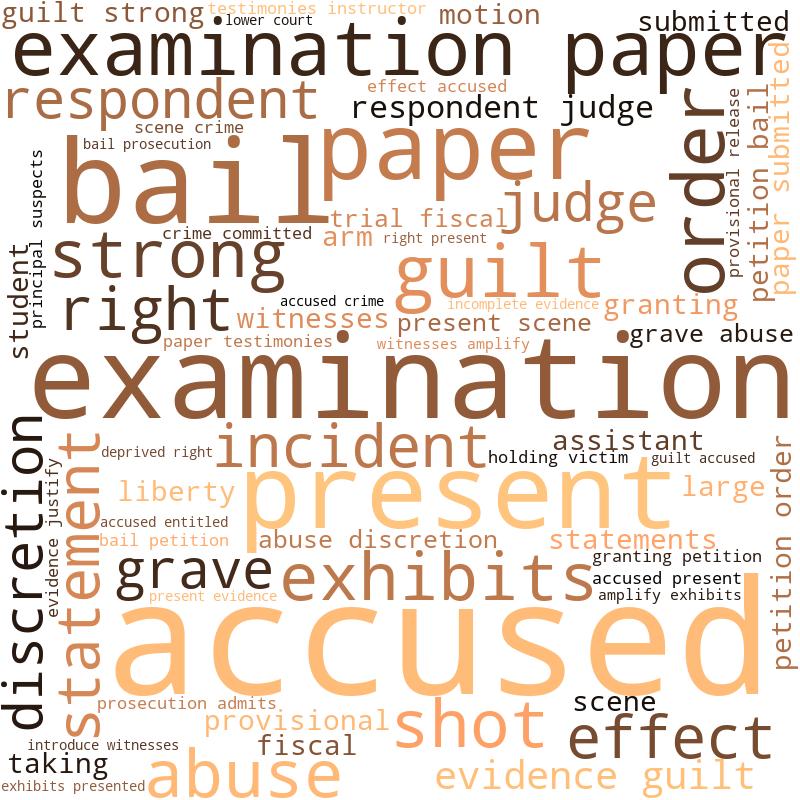 guilt strong
testimonies instructor
lower court
motion
submitted
examination paper
respondent
effect accused
respondent judge
scene crime
bail prosecution
bail
paper
order
provisional release
petition bail
paper submitted
principal suspects
judge
trial fiscal
crime committed
arm
right present
strong
guilt
student
right
accused crime
incomplete evidence
granting
witnesses
present scene
grave abuse
paper testimonies
witnesses amplify
examination
incident
assistant
deprived right
holding victim
guilt accused
discretion
evidence justify
statement
liberty
present
large
petition order
accused entitled
bail petition
abuse discretion
statements
grave
exhibits
granting petition
accused present
present evidence
amplify exhibits
accused
prosecution admits
provisional
shot
scene
effect
introduce witnesses
fiscal
taking
abuse
evidence guilt
exhibits presented